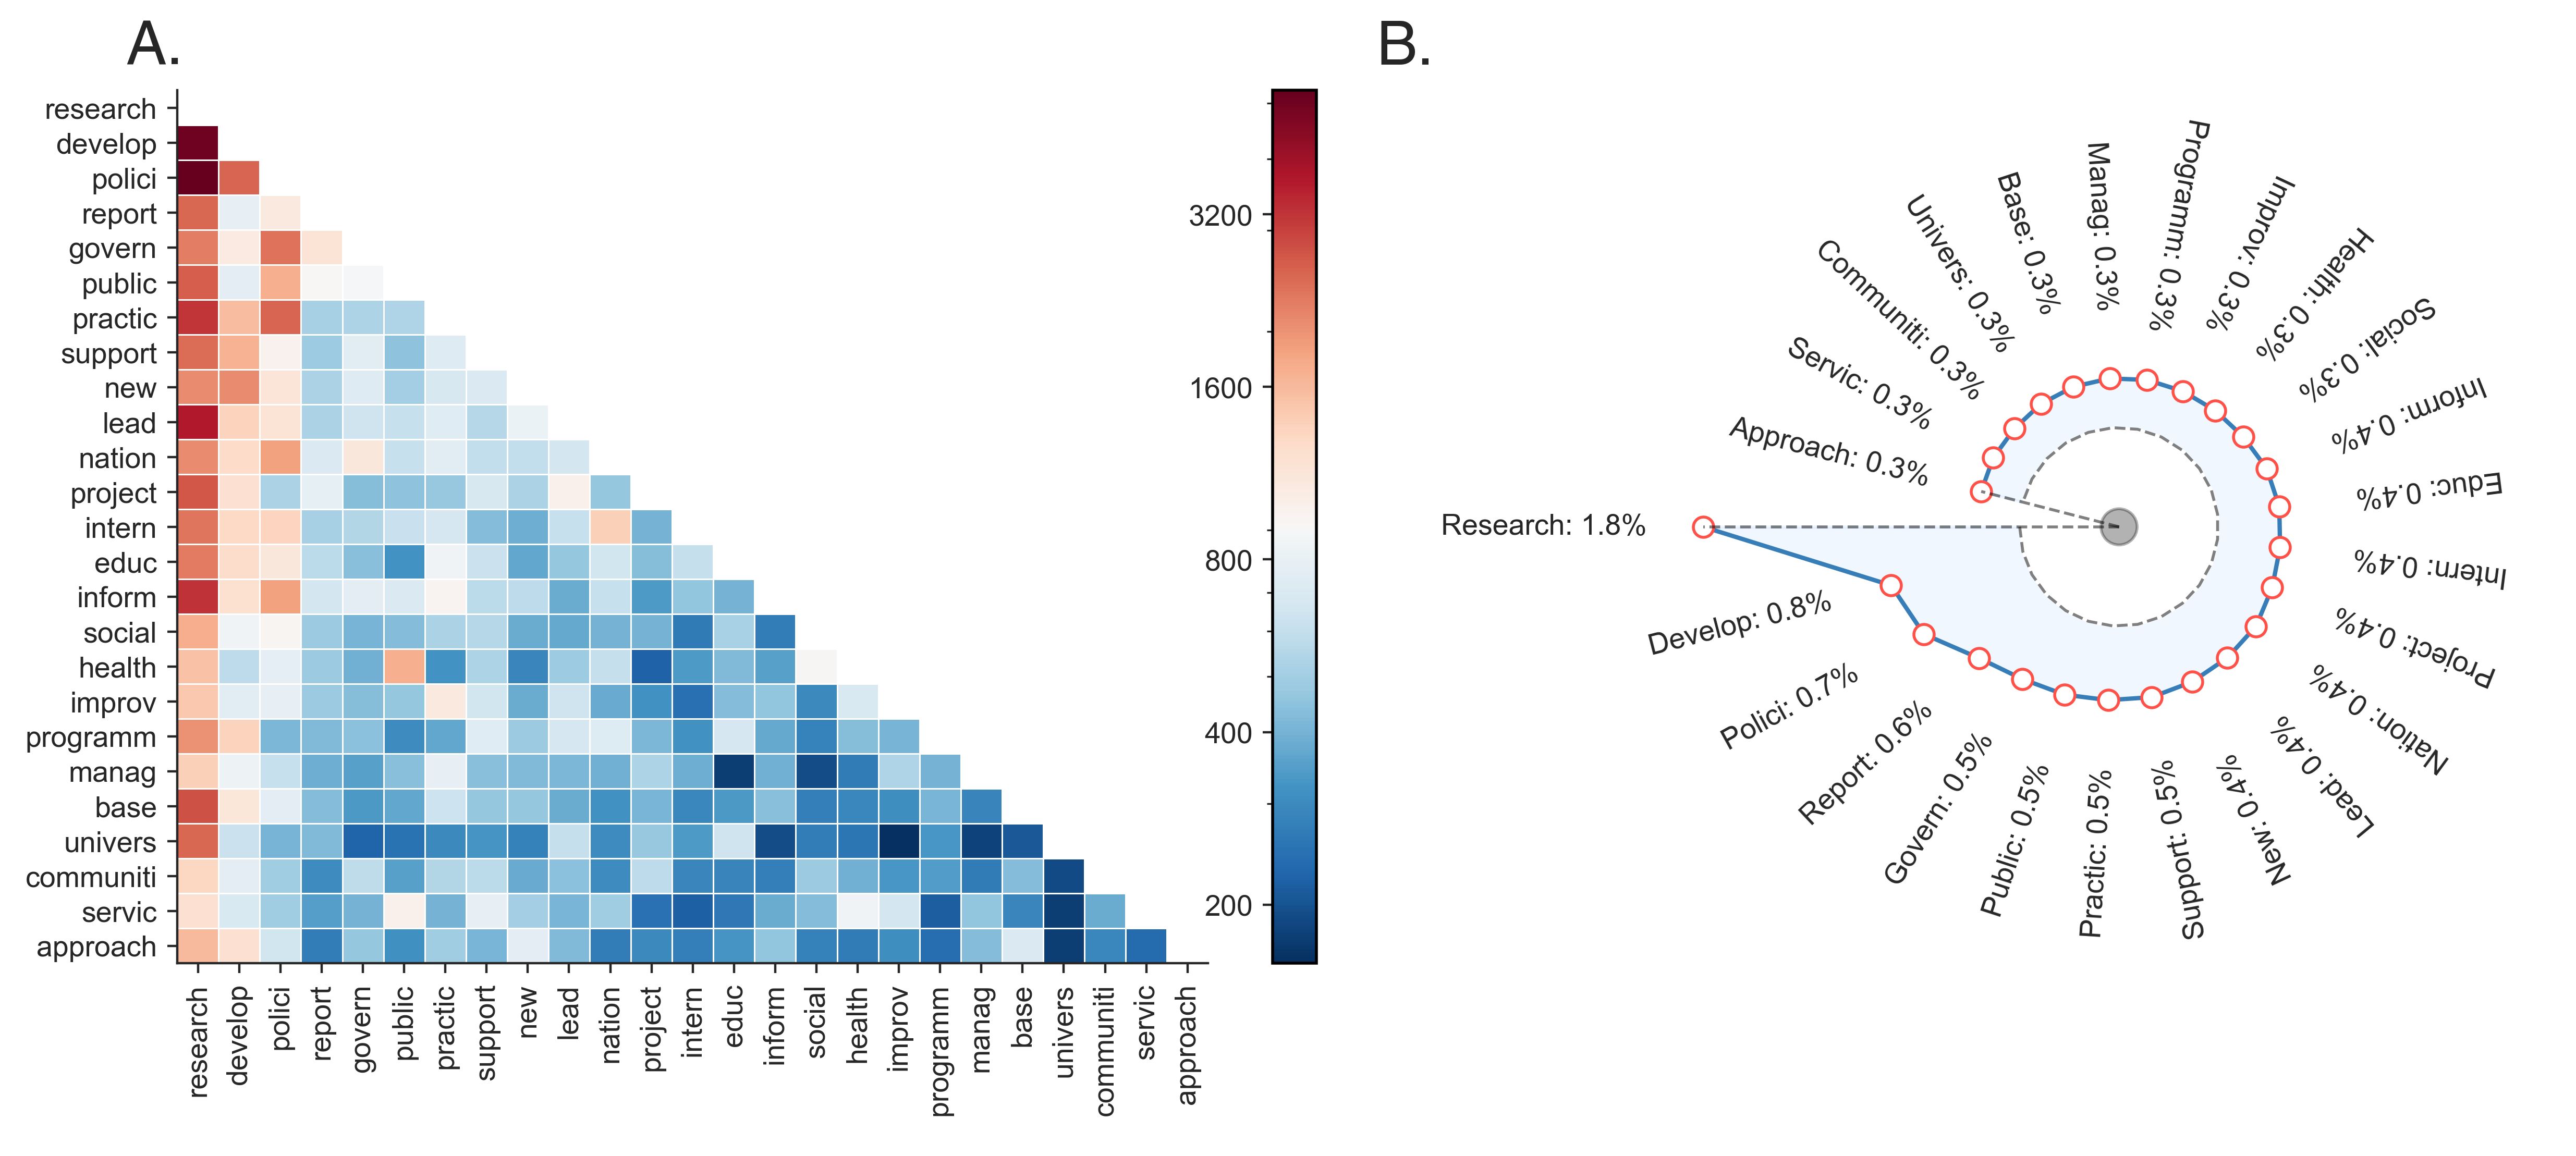 A.
research
develop
polici
report
govern
public
practic
support
new
lead
nation
project
intern
educ
inform
social
health
improv
programm
manag
base
univers
communiti
servic
approach
research
develop
polici
report
govern
public
practic
support
new
lead
nation
project
intern
educ
inform
social
health
improv
programm
manag
base
univers
communiti
servic
approach
3200
1600
800
400
200
B.
Research: 1.8%
Develop: 0.8%
Polici: 0.7%
Report: 0.6%
Govern: 0.5%
Public: 0.5%
Practic: 0.5%
Support: 0.5%
New: 0.4%
Lead: 0.4%
Nation: 0.4%
Project: 0.4%
Intern: 0.4%
Educ: 0.4%
Inform: 0.4%
Social: 0.3%
Health: 0.3%
Improv: 0.3%
Programm: 0.3%
Manag: 0.3%
Base: 0.3%
Univers: 0.3%
Communiti: 0.3%
Servic: 0.3%
Approach: 0.3%